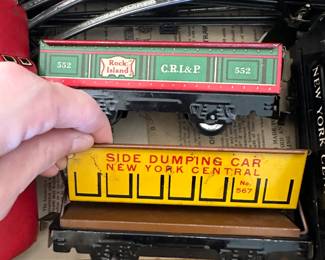 552
Rock
Island
C.R.I.&P.
552
SIDE DUMPING CAR
NEW YORK CENTRAL
No.
567